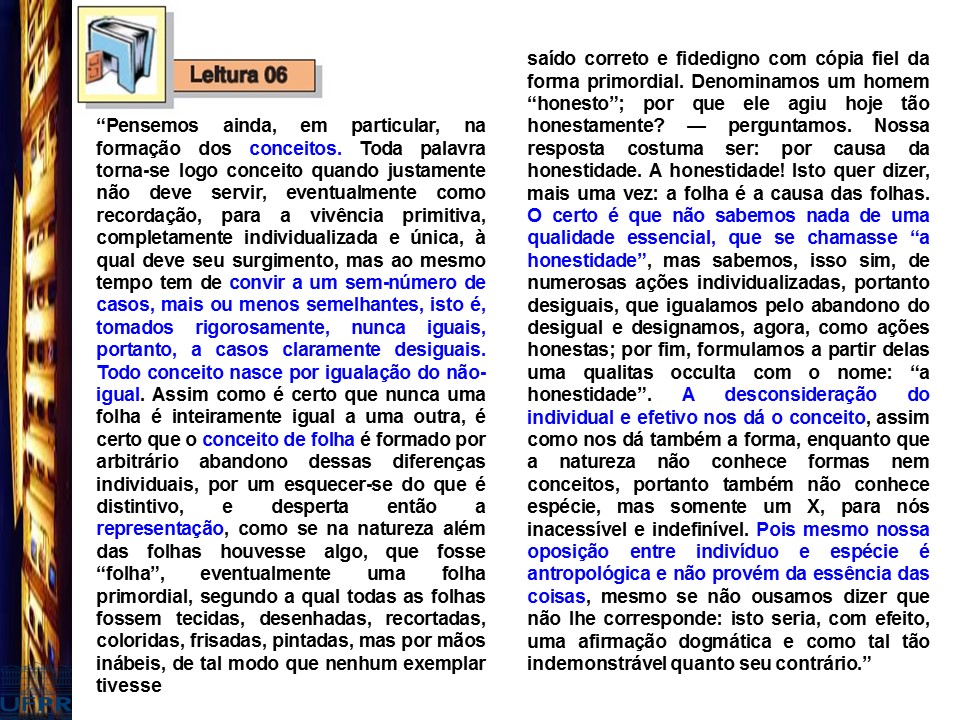 Leitura 06
“Pensemos ainda, em particular, na
formação dos conceitos. Toda palavra
torna-se logo conceito quando justamente
não deve servir, eventualmente como
recordação, para a vivência primitiva,
completamente individualizada e única, à
qual deve seu surgimento, mas ao mesmo
tempo tem de convir a um sem-número de
casos, mais ou menos semelhantes, isto é,
tomados rigorosamente, nunca iguais,
portanto, a casos claramente desiguais.
Todo conceito nasce por igualação do não-
igual. Assim como é certo que nunca uma
folha é inteiramente igual a uma outra, é
certo que o conceito de folha é formado por
arbitrário abandono dessas diferenças
individuais, por um esquecer-se do que é
distintivo, e desperta então a
representação, como se na natureza além
das folhas houvesse algo, que fosse
“folha”, eventualmente uma folha
primordial, segundo a qual todas as folhas
fossem tecidas, desenhadas, recortadas,
coloridas, frisadas, pintadas, mas por mãos
inábeis, de tal modo que nenhum exemplar
tivesse
saído correto e fidedigno com cópia fiel da
forma primordial. Denominamos um homem
“honesto”; por que ele agiu hoje tão
honestamente? — perguntamos. Nossa
resposta costuma ser: por causa da
honestidade. A honestidade! Isto quer dizer,
mais uma vez: a folha é a causa das folhas.
O certo é que não sabemos nada de uma
qualidade essencial, que se chamasse “a
honestidade”, mas sabemos, isso sim, de
numerosas ações individualizadas, portanto
desiguais, que igualamos pelo abandono do
desigual e designamos, agora, como ações
honestas; por fim, formulamos a partir delas
uma qualitas occulta com o nome: “a
honestidade”. A desconsideração do
individual e efetivo nos dá o conceito, assim
como nos dá também a forma, enquanto que
a natureza não conhece formas nem
conceitos, portanto também não conhece
espécie, mas somente um X, para nós
inacessível e indefinível. Pois mesmo nossa
oposição entre indivíduo e espécie é
antropológica e não provém da essência das
coisas, mesmo se não ousamos dizer que
não lhe corresponde: isto seria, com efeito,
uma afirmação dogmática e como tal tão
indemonstrável quanto seu contrário.”
UFPR